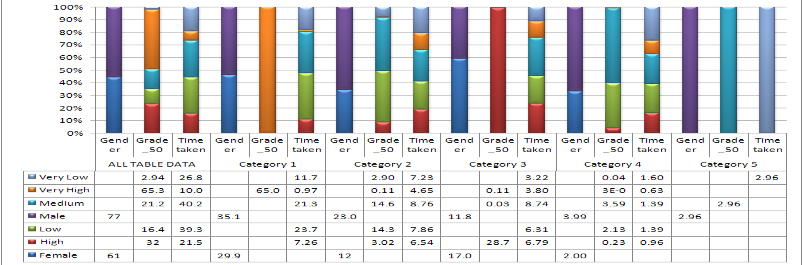 100%
90%
80%
70%
60%
50%
40%
30%
20%
10%
0%
Gend er Grade _50 Time taken Gend er Grade _50 Time taken Gend er Grade _50 Time taken Gend er Grade _50 Time taken Gend er Grade _50 Time taken Gend er Grade _50 Time taken
ALL TABLE DATA Category 1 Category 2 Category 3 Category 4 Category 5
Very Low 2.94 26.8 11.7 2.90 7.23 3.22 0.04 1.60 2.96
Very High 65.3 10.0 65.0 0.97 0.11 4.65 0.11 3.80 3E-0 0.63
Medium 21.2 40.2 21.3 14.6 8.76 0.03 8.74 3.59 1.39 2.96
Male 77 35.1 23.0 11.8 3.99 2.96
Low 16.4 39.3 23.7 14.3 7.86 6.31 2.13 1.39
High 32 21.5 7.26 3.02 6.54 28.7 6.79 0.23 0.96
Female 61 29.9 12 17.0 2.00